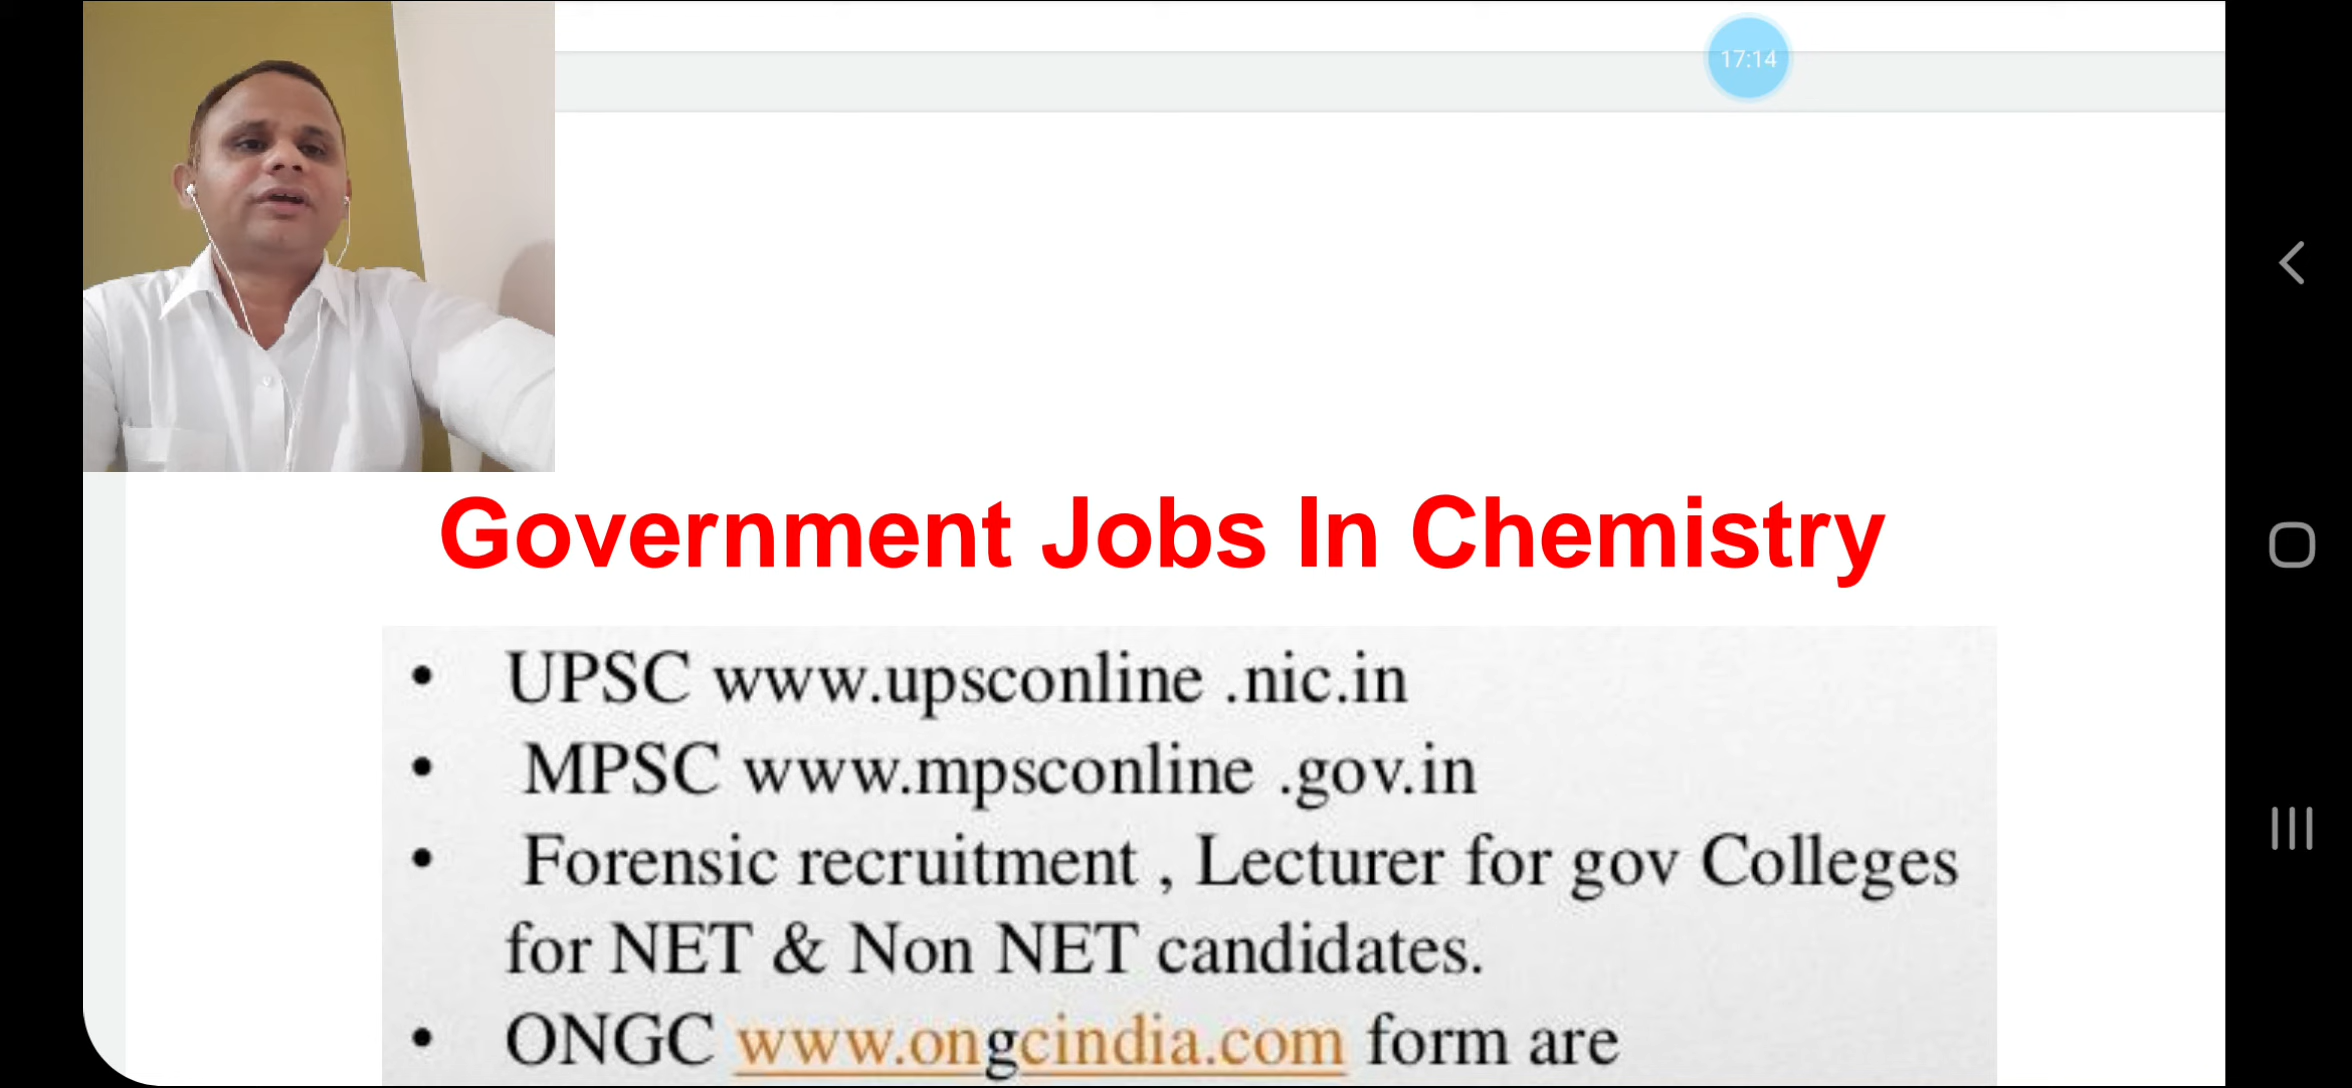 17:14
Government Jobs In Chemistry
• UPSC www.upsconline .nic.in
• MPSC www.mpsconline .gov.in
• Forensic recruitment , Lecturer for gov Colleges
for NET & Non NET candidates.
• ONGC www.ongcindia.com form are